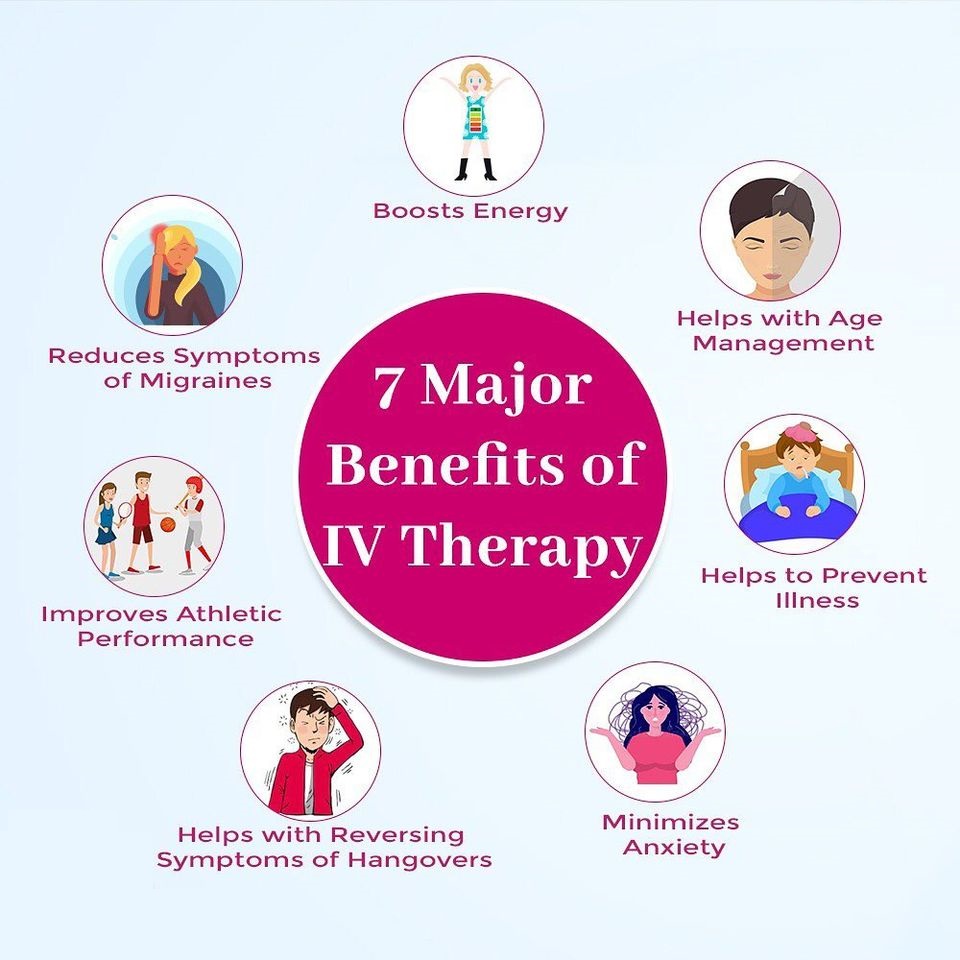 7 Major
Benefits of
IV Therapy
Boosts Energy
Helps with Age
Management
Helps to Prevent
Illness
Minimizes
Anxiety
Helps with Reversing
Symptoms of Hangovers
Improves Athletic
Performance
Reduces Symptoms
of Migraines